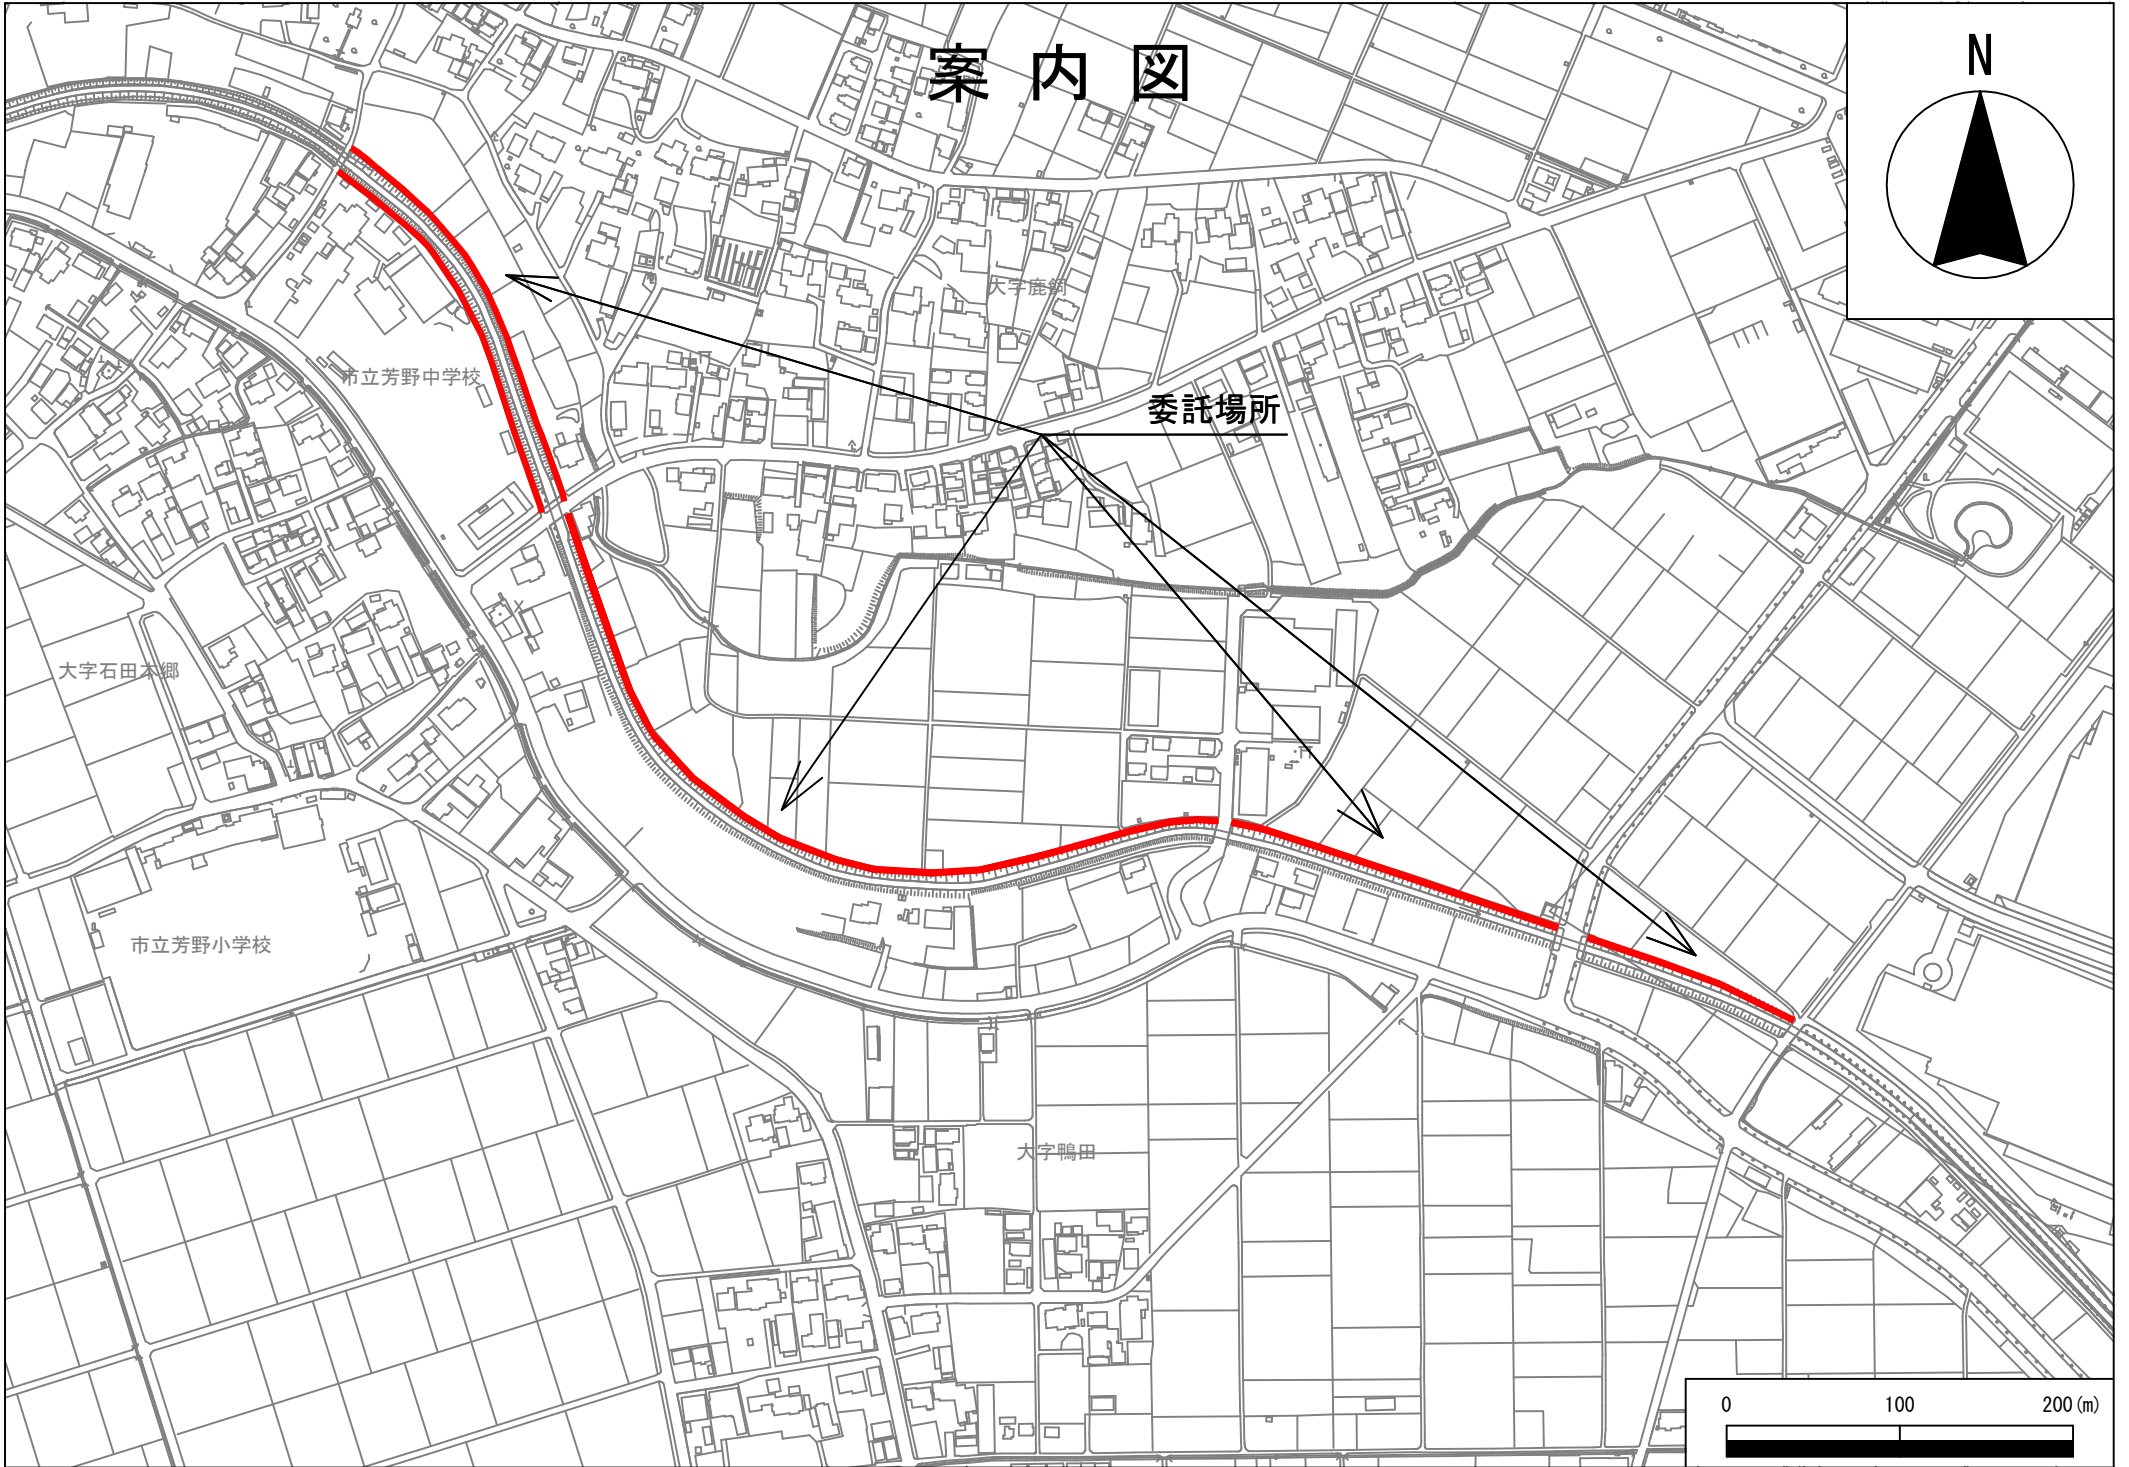 案内図
N
大字鹿飼
市立芳野中学校
委託場所
大字石田本郷
市立芳野小学校
大字鴨田
0 100 200(m)